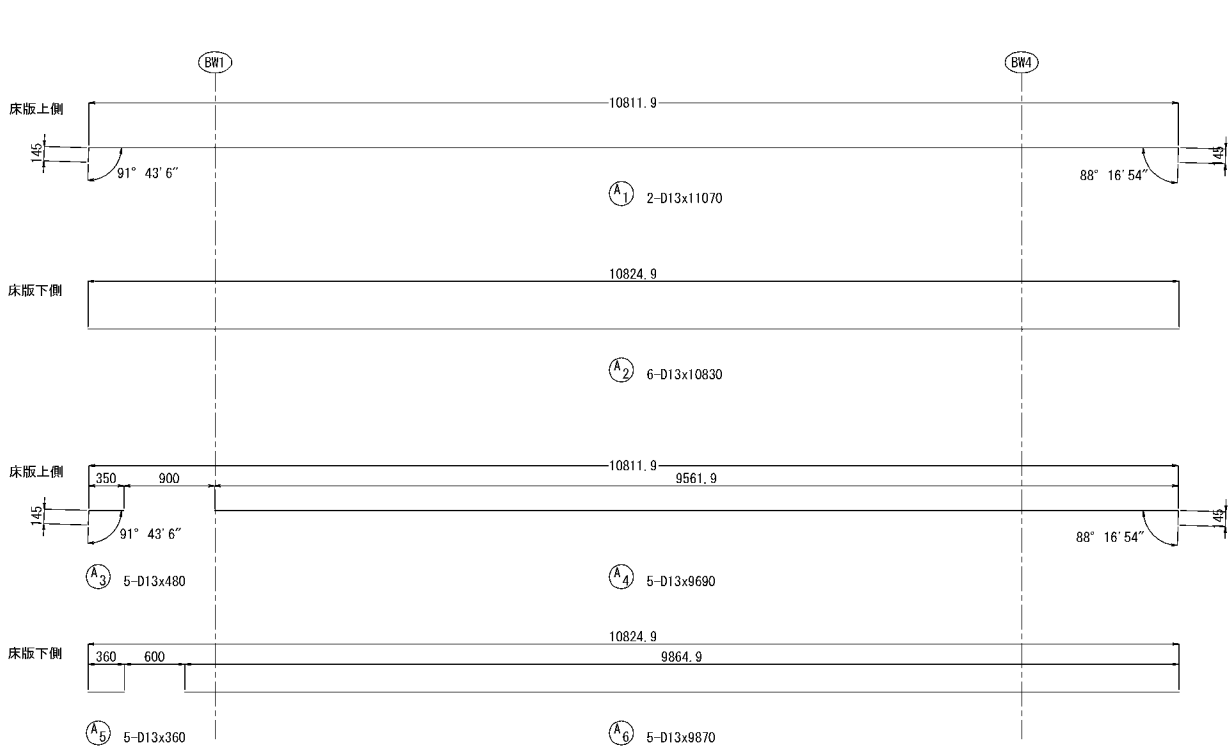 BW1 BW4
床版上側 10811.9
145 145
91° 43'6" 88° 16'54"
A1 2-D13x11070
10824.9
床版下側
A2 6-D13x10830
床版上側 10811.9
350 900 9561.9
145 145
91° 43'6" 88° 16'54"
A3 5-D13x480 A4 5-D13x9690
10824.9
床版下側 360 600 9864.9
A5 5-D13x360 A6 5-D13x9870